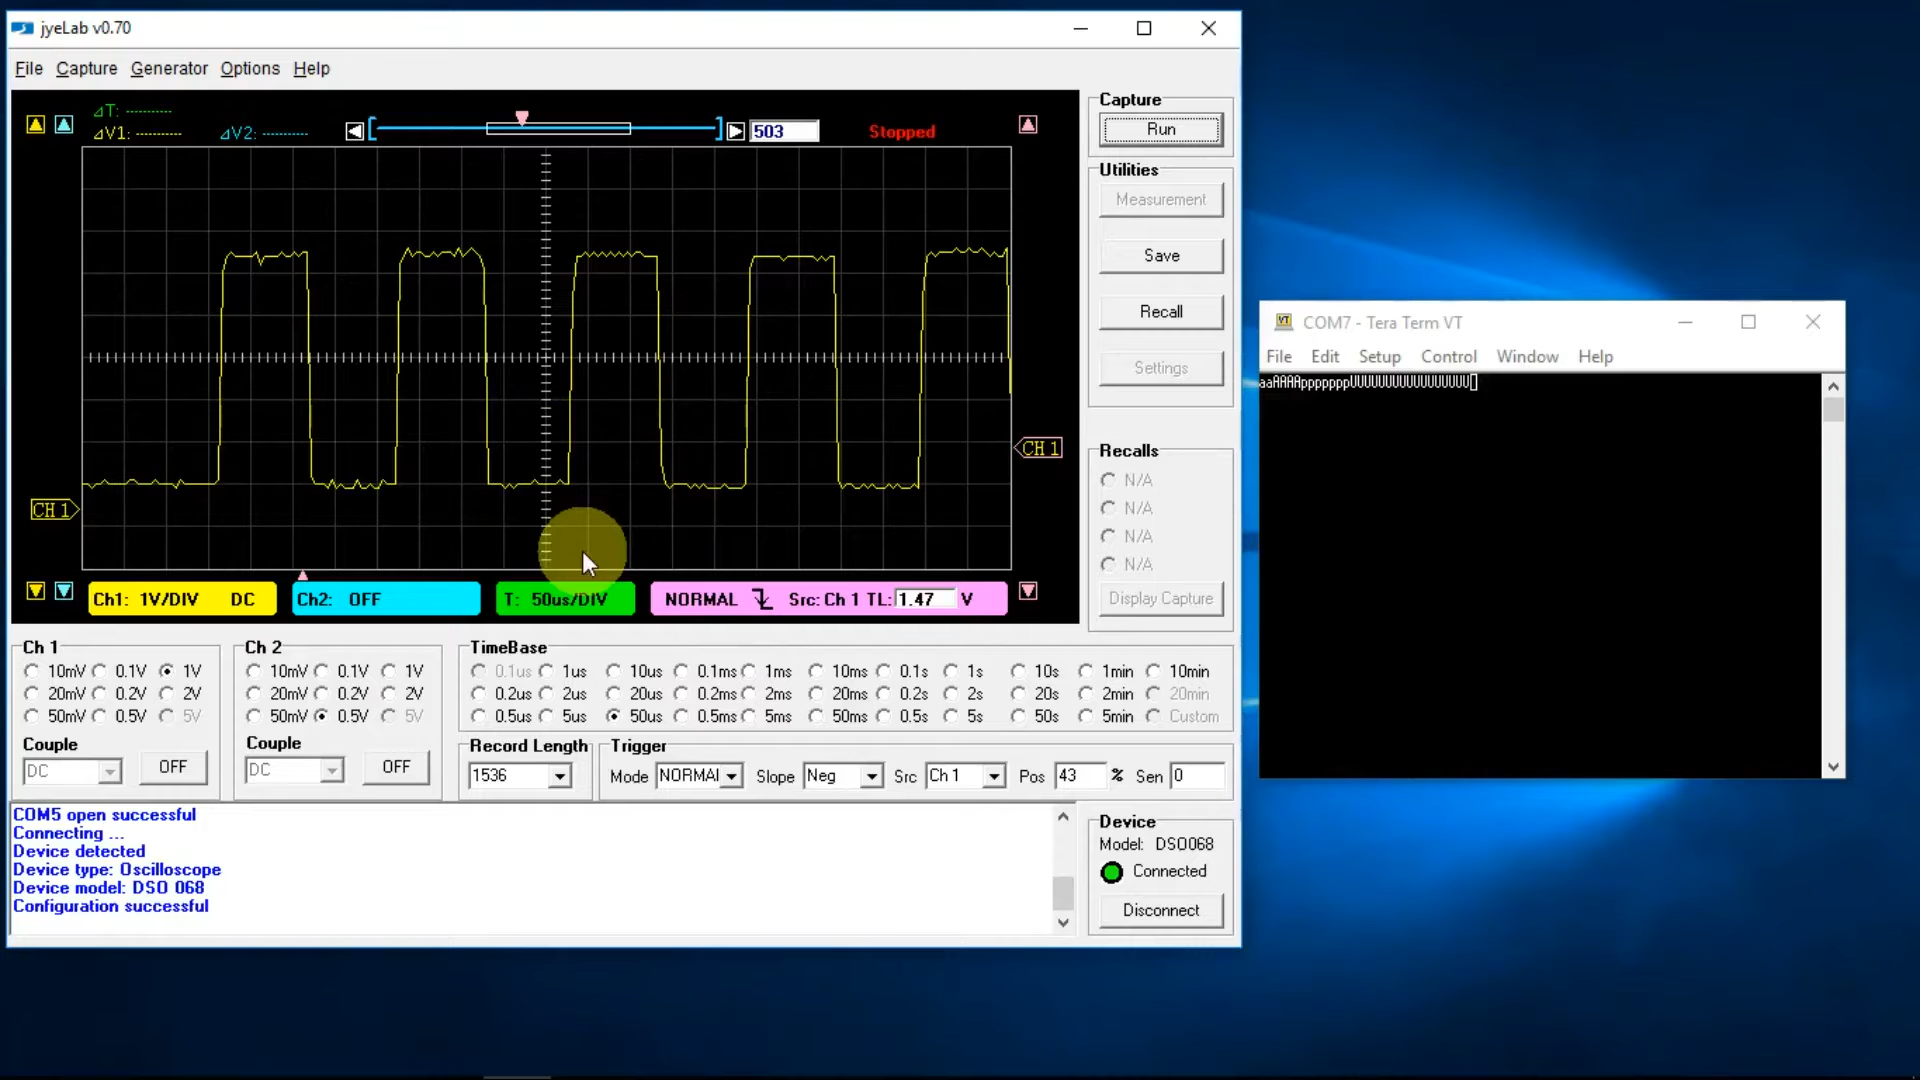 jyeLab v0.70
File Capture Generator Options Help
⊿T: -----------
⊿V1: -----------
⊿V2: -----------
503
Stopped
CH 1
CH 1
Ch1: 1V/DIV DC
Ch2: OFF
T: 50us/DIV
NORMAL Src: Ch 1 TL: 1.47 V
Capture
Run
Utilities
Measurement
Save
Recall
Settings
Recalls
N/A
N/A
N/A
N/A
Display Capture
Ch 1
10mV 0.1V 1V
20mV 0.2V 2V
50mV 0.5V 5V
Couple
DC
OFF
Ch 2
10mV 0.1V 1V
20mV 0.2V 2V
50mV 0.5V 5V
Couple
DC
OFF
TimeBase
0.1us 1us 10us 0.1ms 1ms 10ms 0.1s 1s 10s 1min 10min
0.2us 2us 20us 0.2ms 2ms 20ms 0.2s 2s 20s 2min 20min
0.5us 5us 50us 0.5ms 5ms 50ms 0.5s 5s 50s 5min Custom
Record Length
1536
Trigger
Mode NORMAl Slope Neg Src Ch 1 Pos 43 % Sen 0
COM5 open successful
Connecting ...
Device detected
Device type: Oscilloscope
Device model: DSO 068
Configuration successful
Device
Model: DSO068
Connected
Disconnect
VT
COM7 - Tera Term VT
File Edit Setup Control Window Help